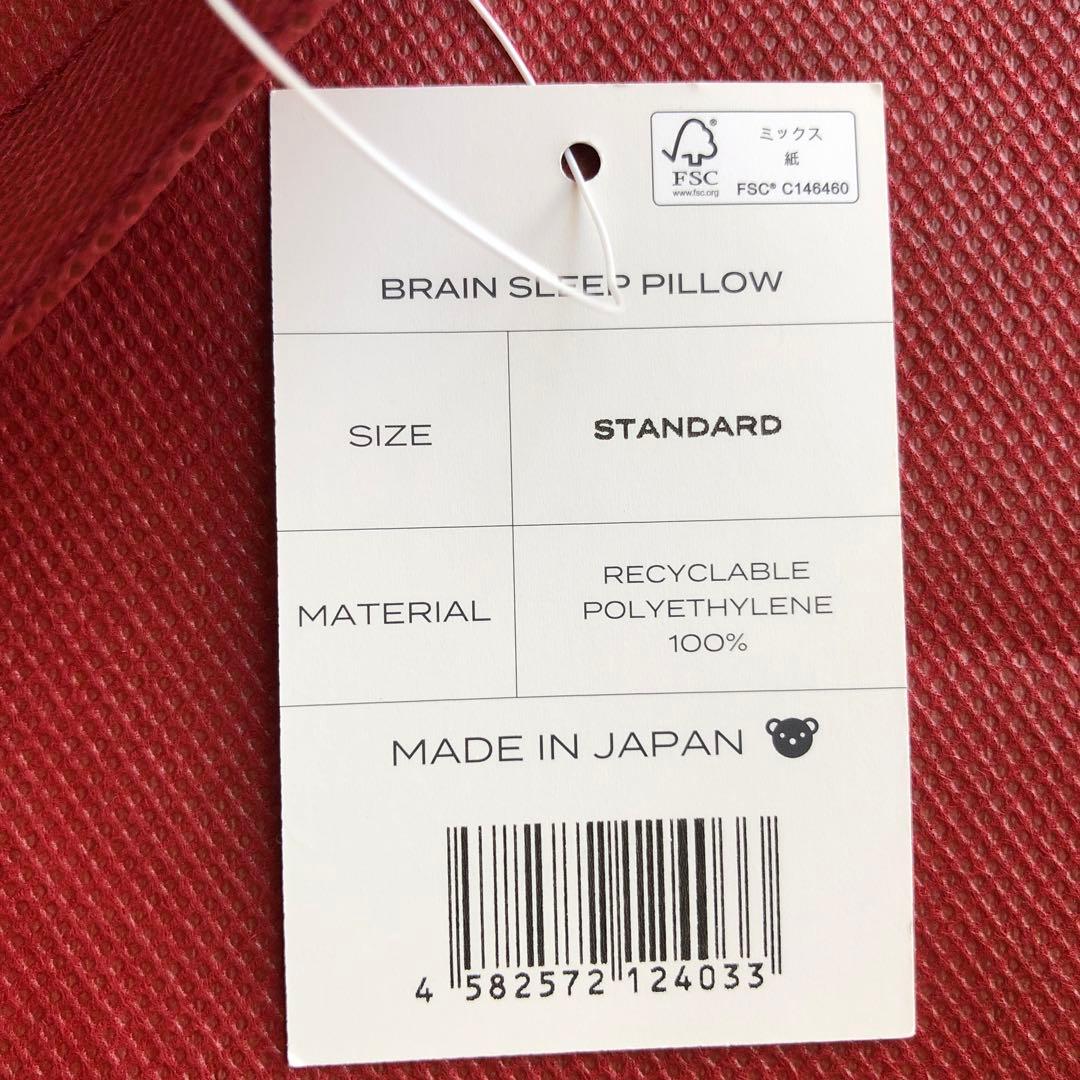 ミックス
紙
FSC® C146460
FSC
www.fsc.org
BRAIN SLEEP PILLOW
SIZE
STANDARD
MATERIAL
RECYCLABLE
POLYETHYLENE
100%
MADE IN JAPAN
4 582572 124033